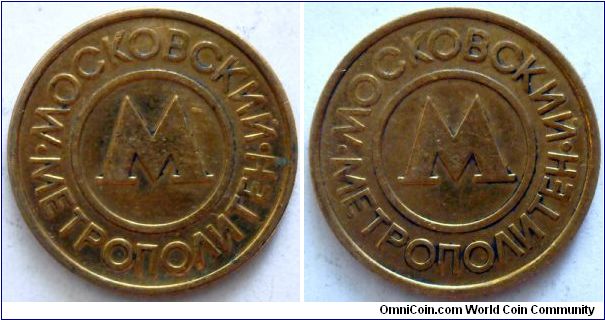 МОСКОВСКИЙ
М
МЕТРОПОЛИТЕН
МОСКОВСКИЙ
М
МЕТРОПОЛИТЕН
OmniCoin.com World Coin Community